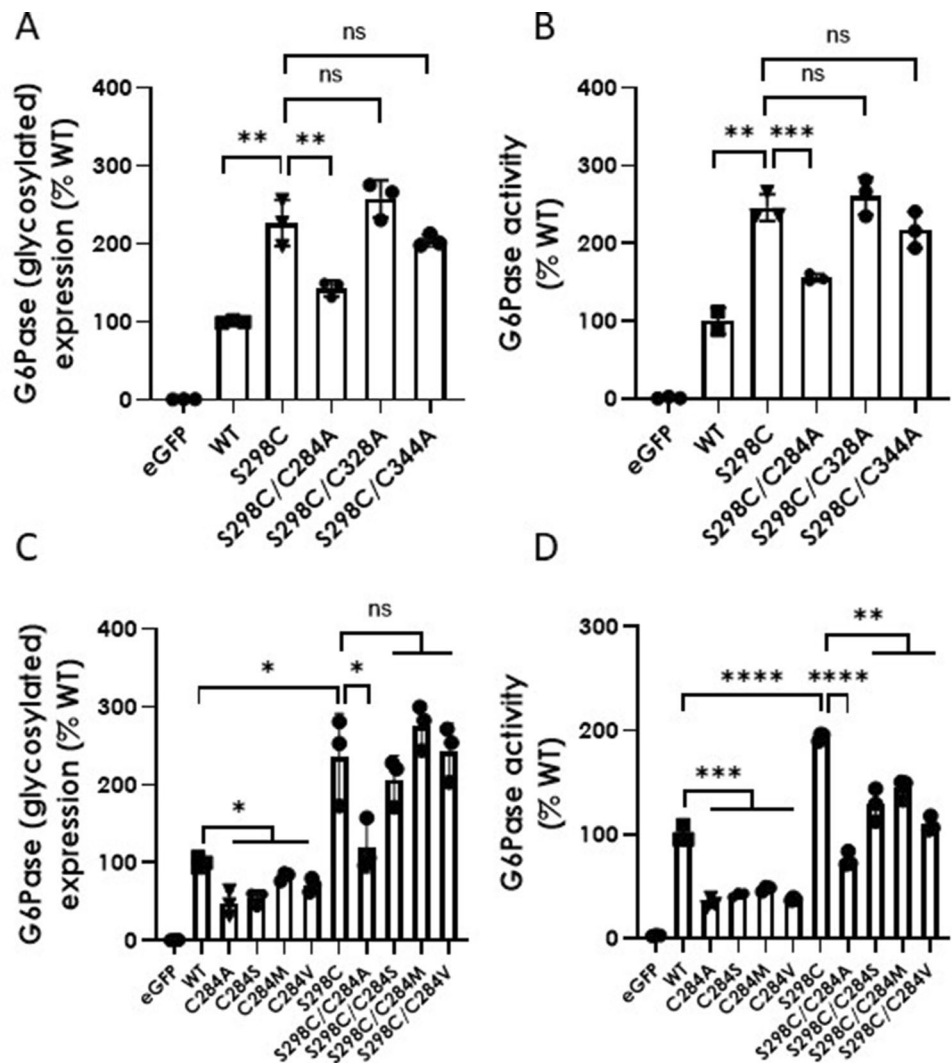 A
G6Pase (glycosylated)
expression (% WT)
400
300
200
100
0
ns
ns
**
**
eGFP
WT
S298C
S298C/C284A
S298C/C328A
S298C/C344A
B
G6Pase activity
(% WT)
400
300
200
100
0
ns
ns
**
***
eGFP
WT
S298C
S298C/C284A
S298C/C328A
S298C/C344A
C
G6Pase (glycosylated)
expression (% WT)
400
300
200
100
0
ns
*
*
*
eGFP
WT
C284A
C284S
C284M
C284V
S298C
S298C/C284A
S298C/C284S
S298C/C284M
S298C/C284V
D
G6Pase activity
(% WT)
300
200
100
0
**
****
****
***
eGFP
WT
C284A
C284S
C284M
C284V
S298C
S298C/C284A
S298C/C284S
S298C/C284M
S298C/C284V